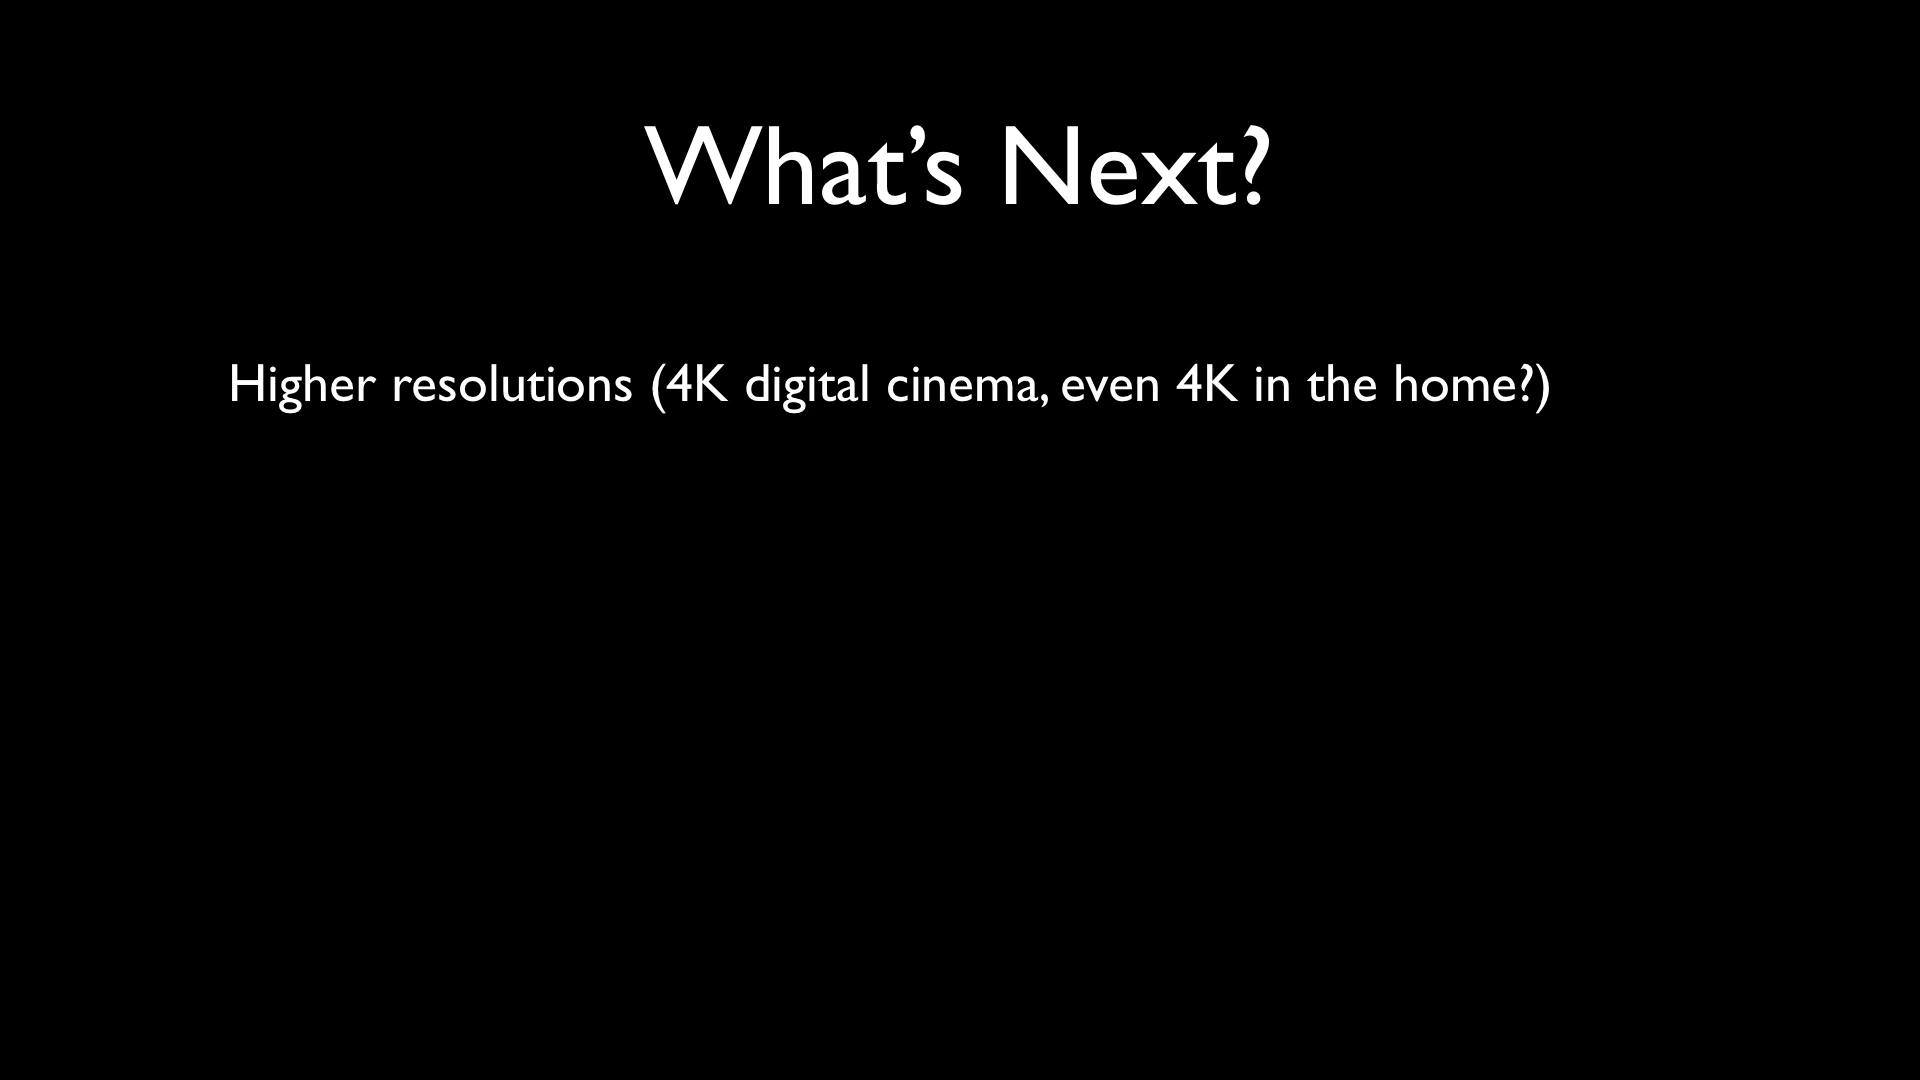 What’s Next?
Higher resolutions (4K digital cinema, even 4K in the home?)